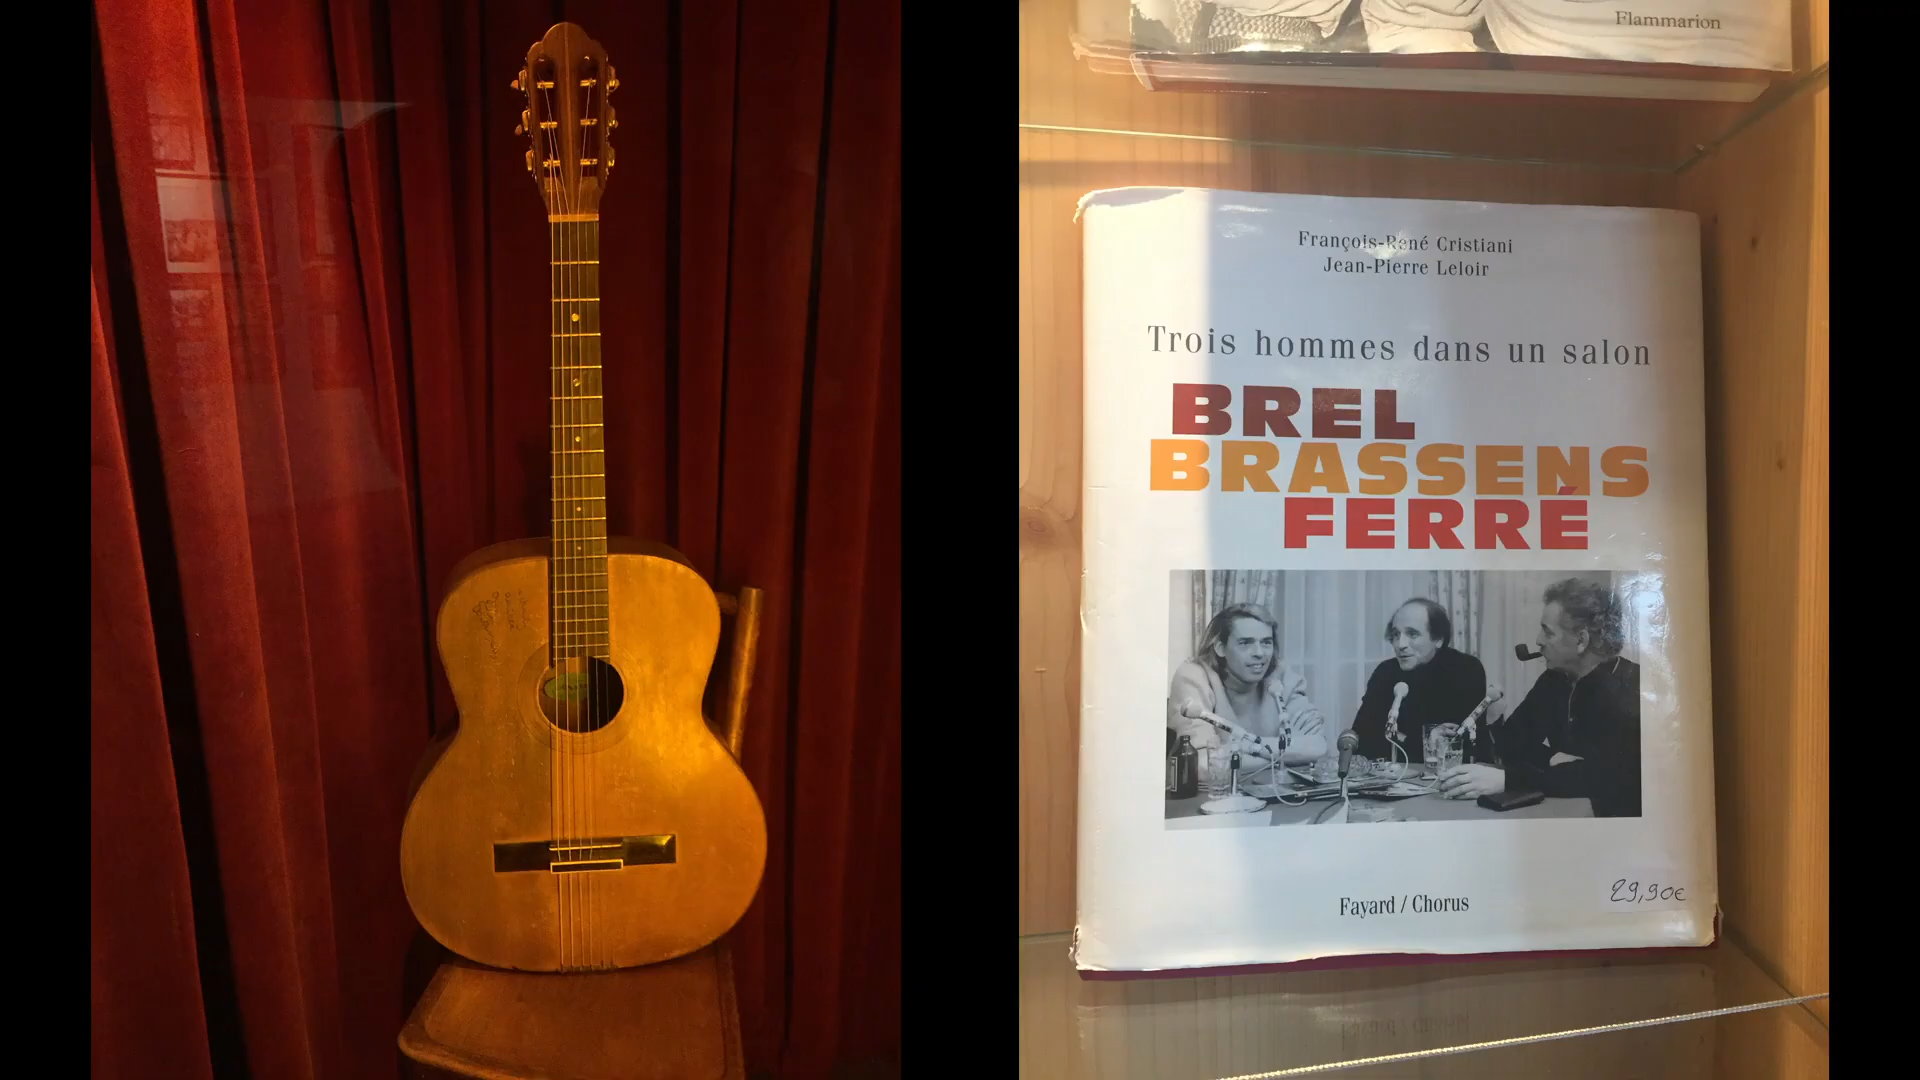 Flammarion
François-René Cristiani
Jean-Pierre Leloir
Trois hommes dans un salon
BREL
BRASSENS
FERRÉ
Fayard / Chorus
29,90€